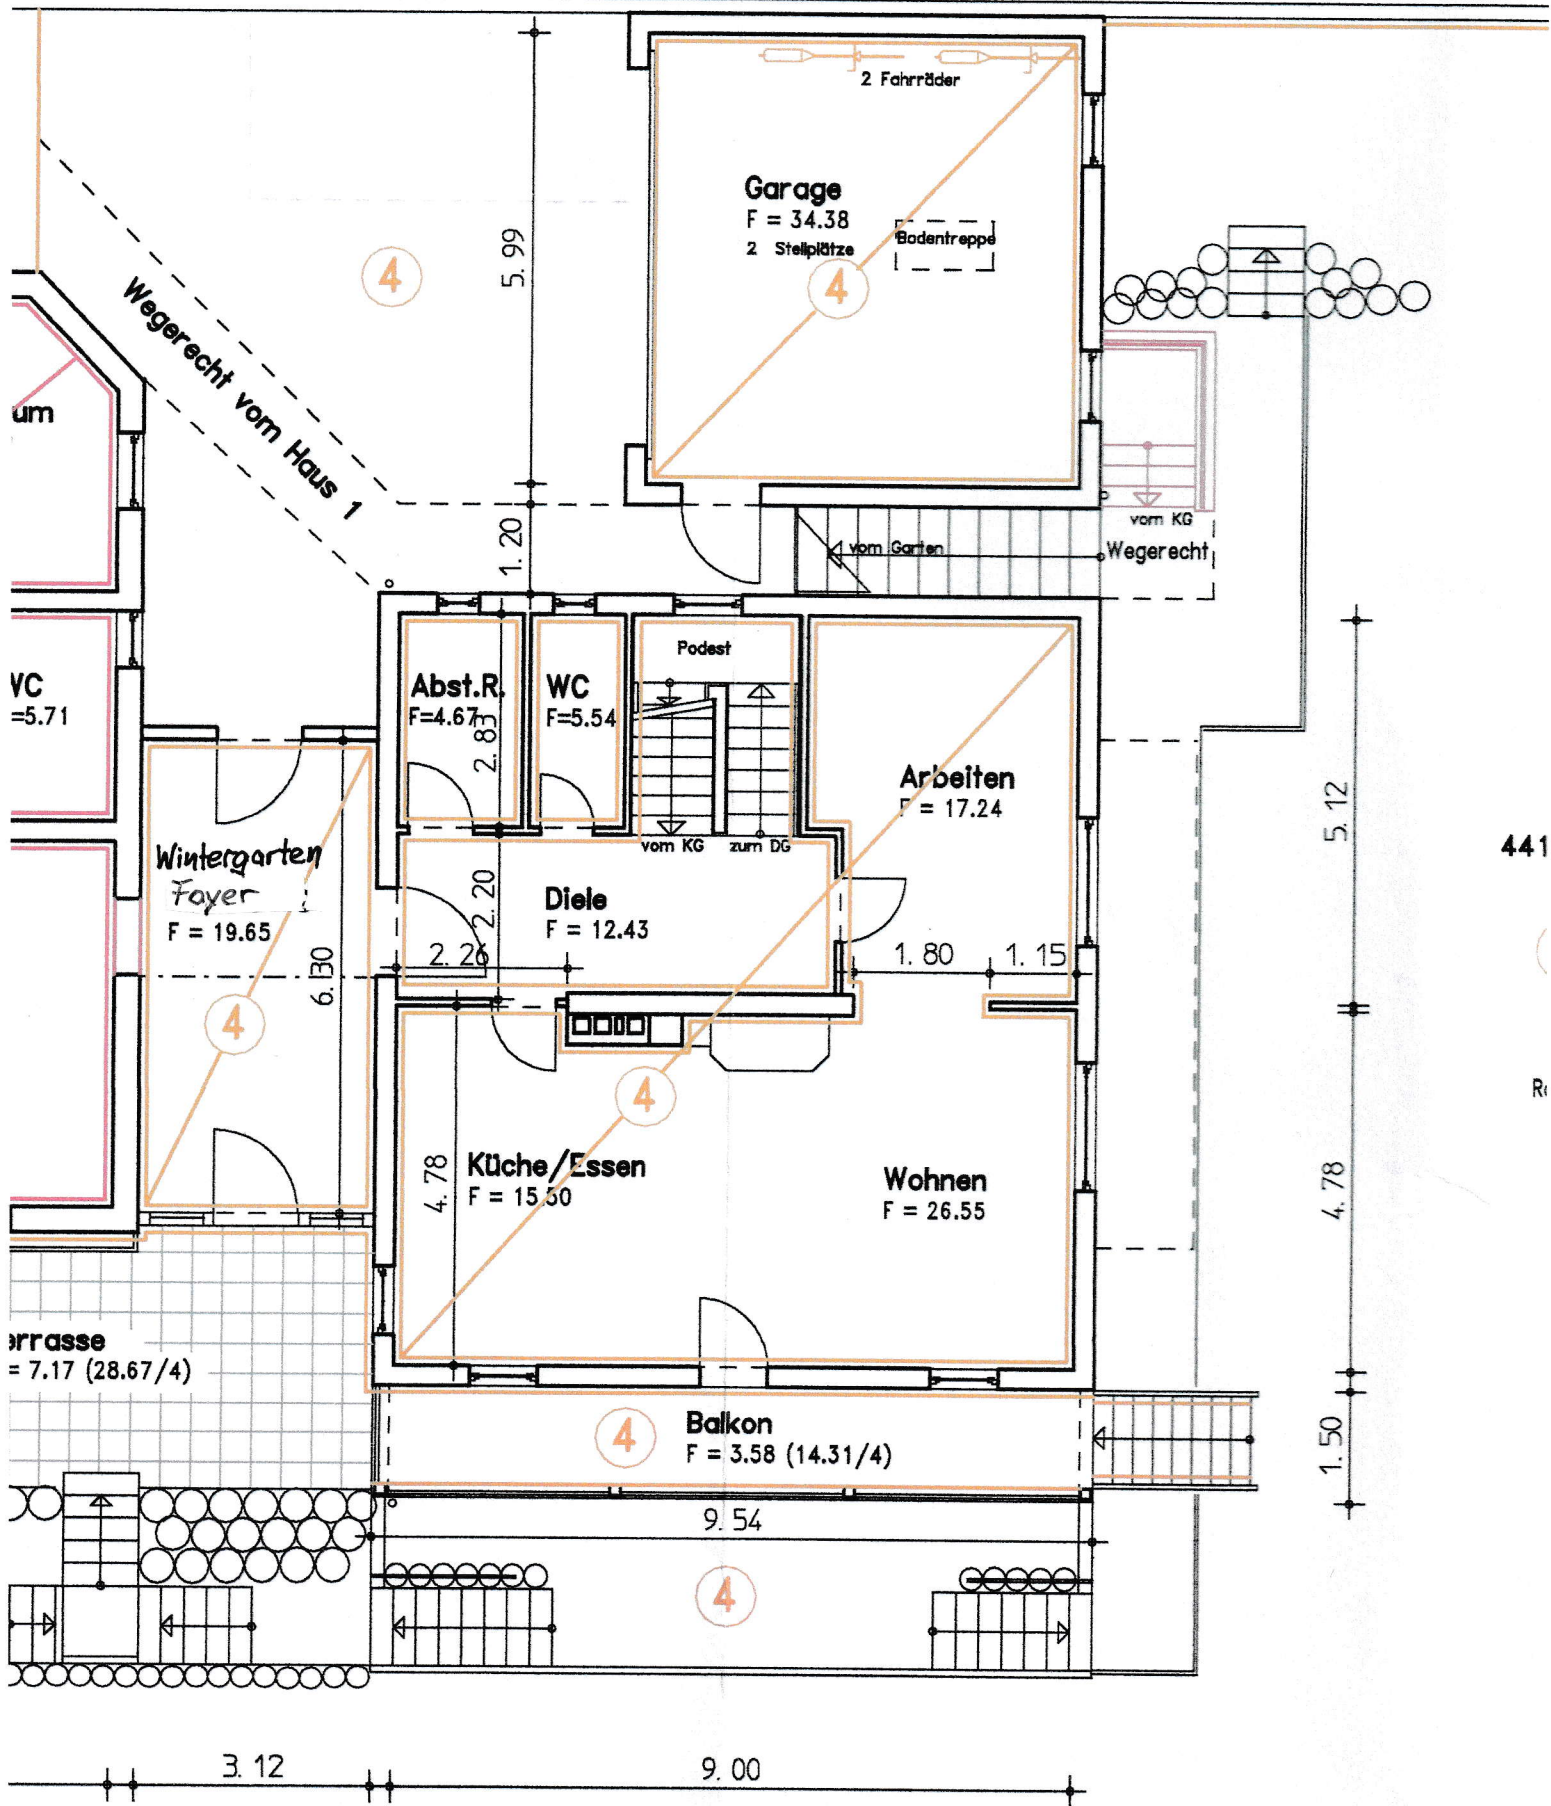 2 Fahrräder
Garage
F = 34.38
2 Stellplätze
Bodentreppe
4
4
5.99
Wegerecht vom Haus 1
um
1.20
vom KG
vom Garten
Wegerecht
Podest
Abst.R.
F=4.67
2.83
WC
F=5.54
WC
=5.71
Arbeiten
F = 17.24
5.12
441
vom KG
zum DG
Wintergarten
Foyer
F = 19.65
6.30
Diele
F = 12.43
2.20
2.26
1.80
1.15
4
4
Küche/Essen
F = 15.50
4.78
Wohnen
F = 26.55
4.78
errasse
= 7.17 (28.67/4)
4
Balkon
F = 3.58 (14.31/4)
1.50
9.54
4
3.12
9.00